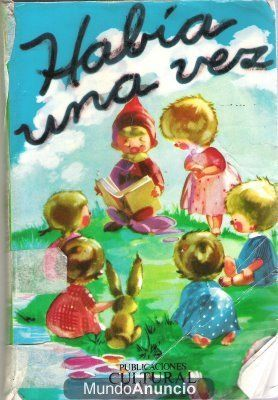 Había
una vez
PUBLICACIONES
CULTURAL
MundoAnuncio